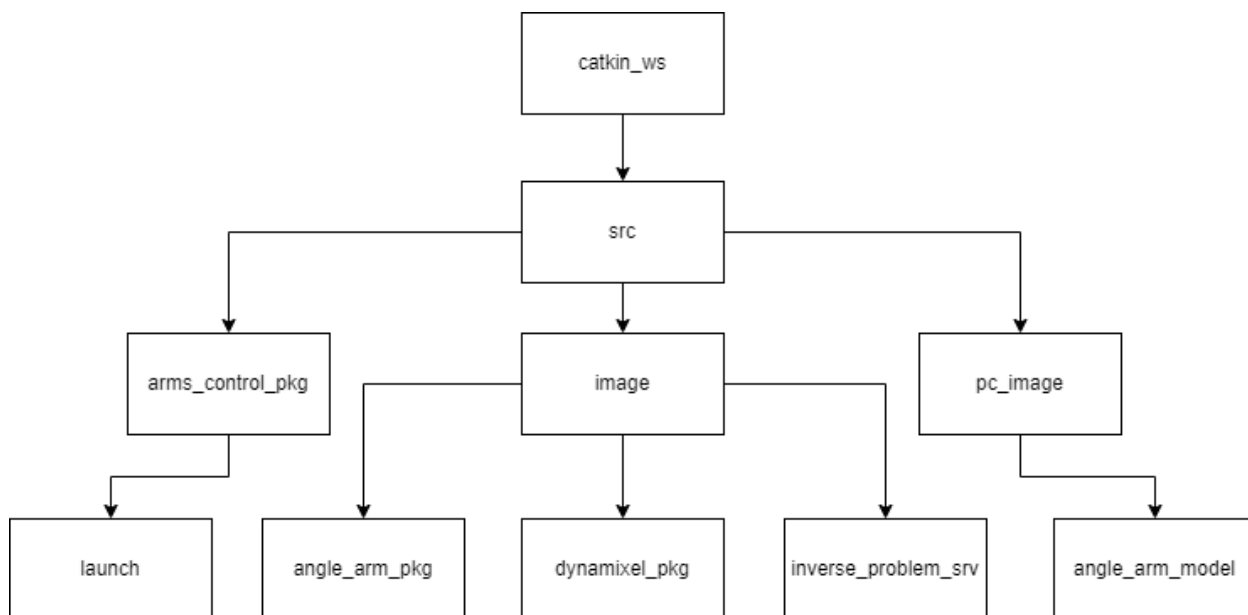 catkin_ws
src
arms_control_pkg
image
pc_image
launch
angle_arm_pkg
dynamixel_pkg
inverse_problem_srv
angle_arm_model